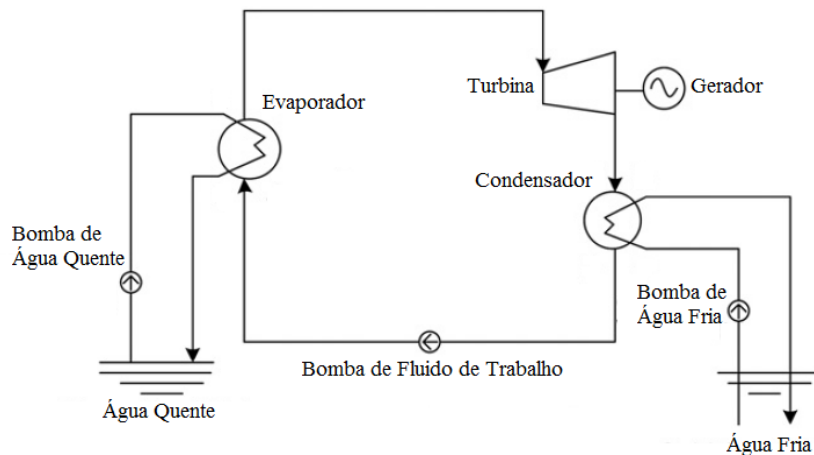 Evaporador
Turbina
Gerador
Condensador
Bomba de
Água Quente
Bomba de
Água Fria
Bomba de Fluido de Trabalho
Água Quente
Água Fria